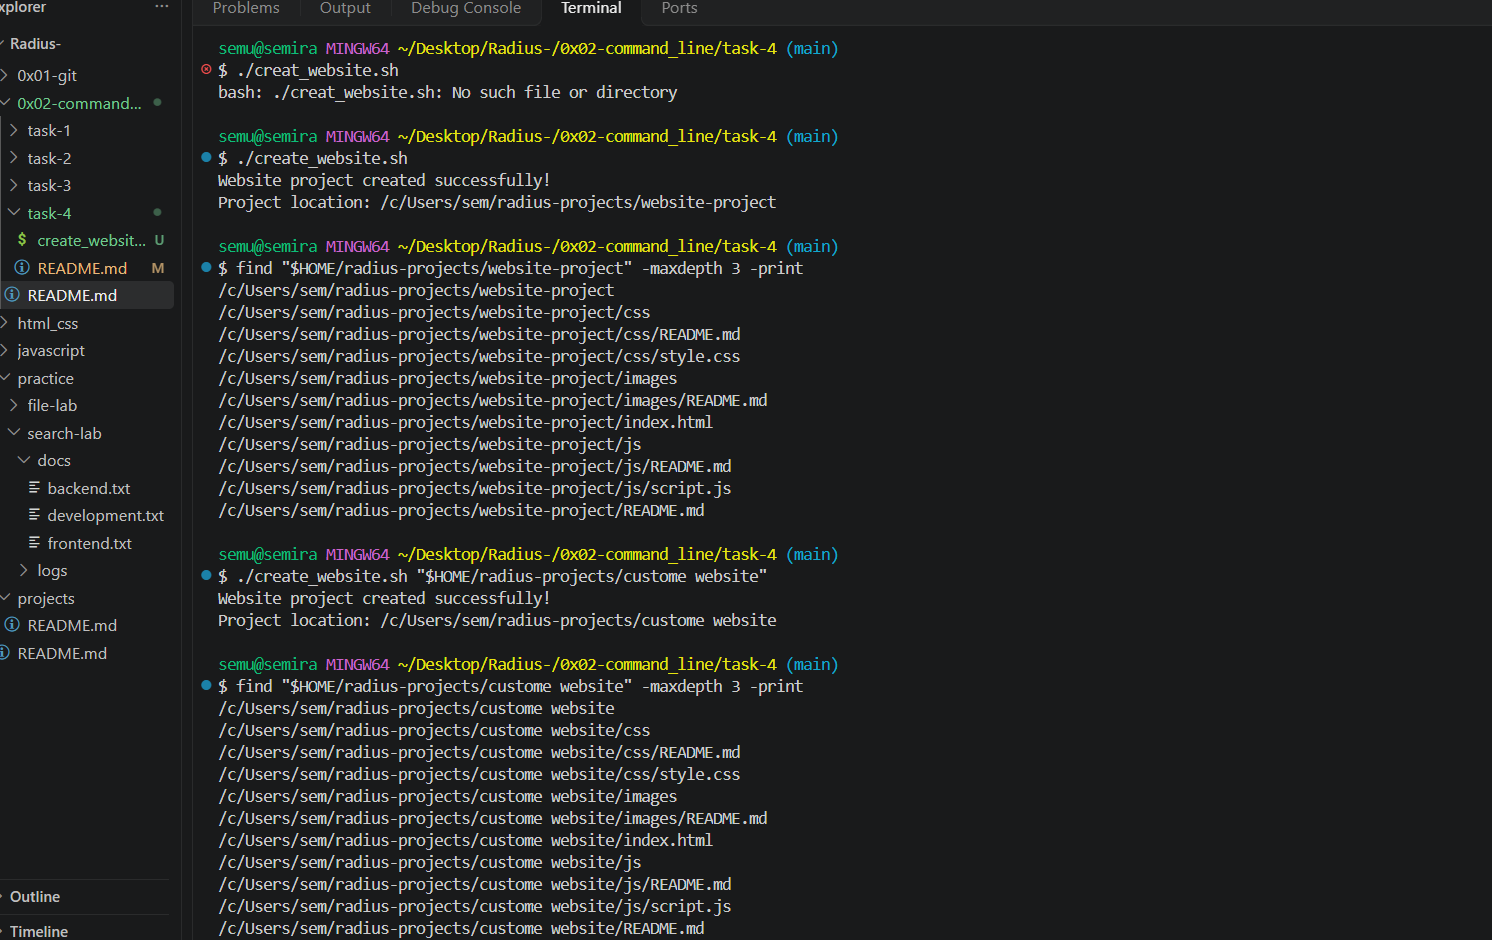 xplorer
Radius-
0x01-git
0x02-command...
task-1
task-2
task-3
task-4
$ create_websit... U
README.md M
README.md
html_css
javascript
practice
file-lab
search-lab
docs
backend.txt
development.txt
frontend.txt
logs
projects
README.md
README.md
Outline
Timeline
Problems Output Debug Console Terminal Ports
semu@semira MINGW64 ~/Desktop/Radius-/0x02-command_line/task-4 (main)
$ ./creat_website.sh
bash: ./creat_website.sh: No such file or directory
semu@semira MINGW64 ~/Desktop/Radius-/0x02-command_line/task-4 (main)
$ ./create_website.sh
Website project created successfully!
Project location: /c/Users/sem/radius-projects/website-project
semu@semira MINGW64 ~/Desktop/Radius-/0x02-command_line/task-4 (main)
$ find "$HOME/radius-projects/website-project" -maxdepth 3 -print
/c/Users/sem/radius-projects/website-project
/c/Users/sem/radius-projects/website-project/css
/c/Users/sem/radius-projects/website-project/css/README.md
/c/Users/sem/radius-projects/website-project/css/style.css
/c/Users/sem/radius-projects/website-project/images
/c/Users/sem/radius-projects/website-project/images/README.md
/c/Users/sem/radius-projects/website-project/index.html
/c/Users/sem/radius-projects/website-project/js
/c/Users/sem/radius-projects/website-project/js/README.md
/c/Users/sem/radius-projects/website-project/js/script.js
/c/Users/sem/radius-projects/website-project/README.md
semu@semira MINGW64 ~/Desktop/Radius-/0x02-command_line/task-4 (main)
$ ./create_website.sh "$HOME/radius-projects/custome website"
Website project created successfully!
Project location: /c/Users/sem/radius-projects/custome website
semu@semira MINGW64 ~/Desktop/Radius-/0x02-command_line/task-4 (main)
$ find "$HOME/radius-projects/custome website" -maxdepth 3 -print
/c/Users/sem/radius-projects/custome website
/c/Users/sem/radius-projects/custome website/css
/c/Users/sem/radius-projects/custome website/css/README.md
/c/Users/sem/radius-projects/custome website/css/style.css
/c/Users/sem/radius-projects/custome website/images
/c/Users/sem/radius-projects/custome website/images/README.md
/c/Users/sem/radius-projects/custome website/index.html
/c/Users/sem/radius-projects/custome website/js
/c/Users/sem/radius-projects/custome website/js/README.md
/c/Users/sem/radius-projects/custome website/js/script.js
/c/Users/sem/radius-projects/custome website/README.md